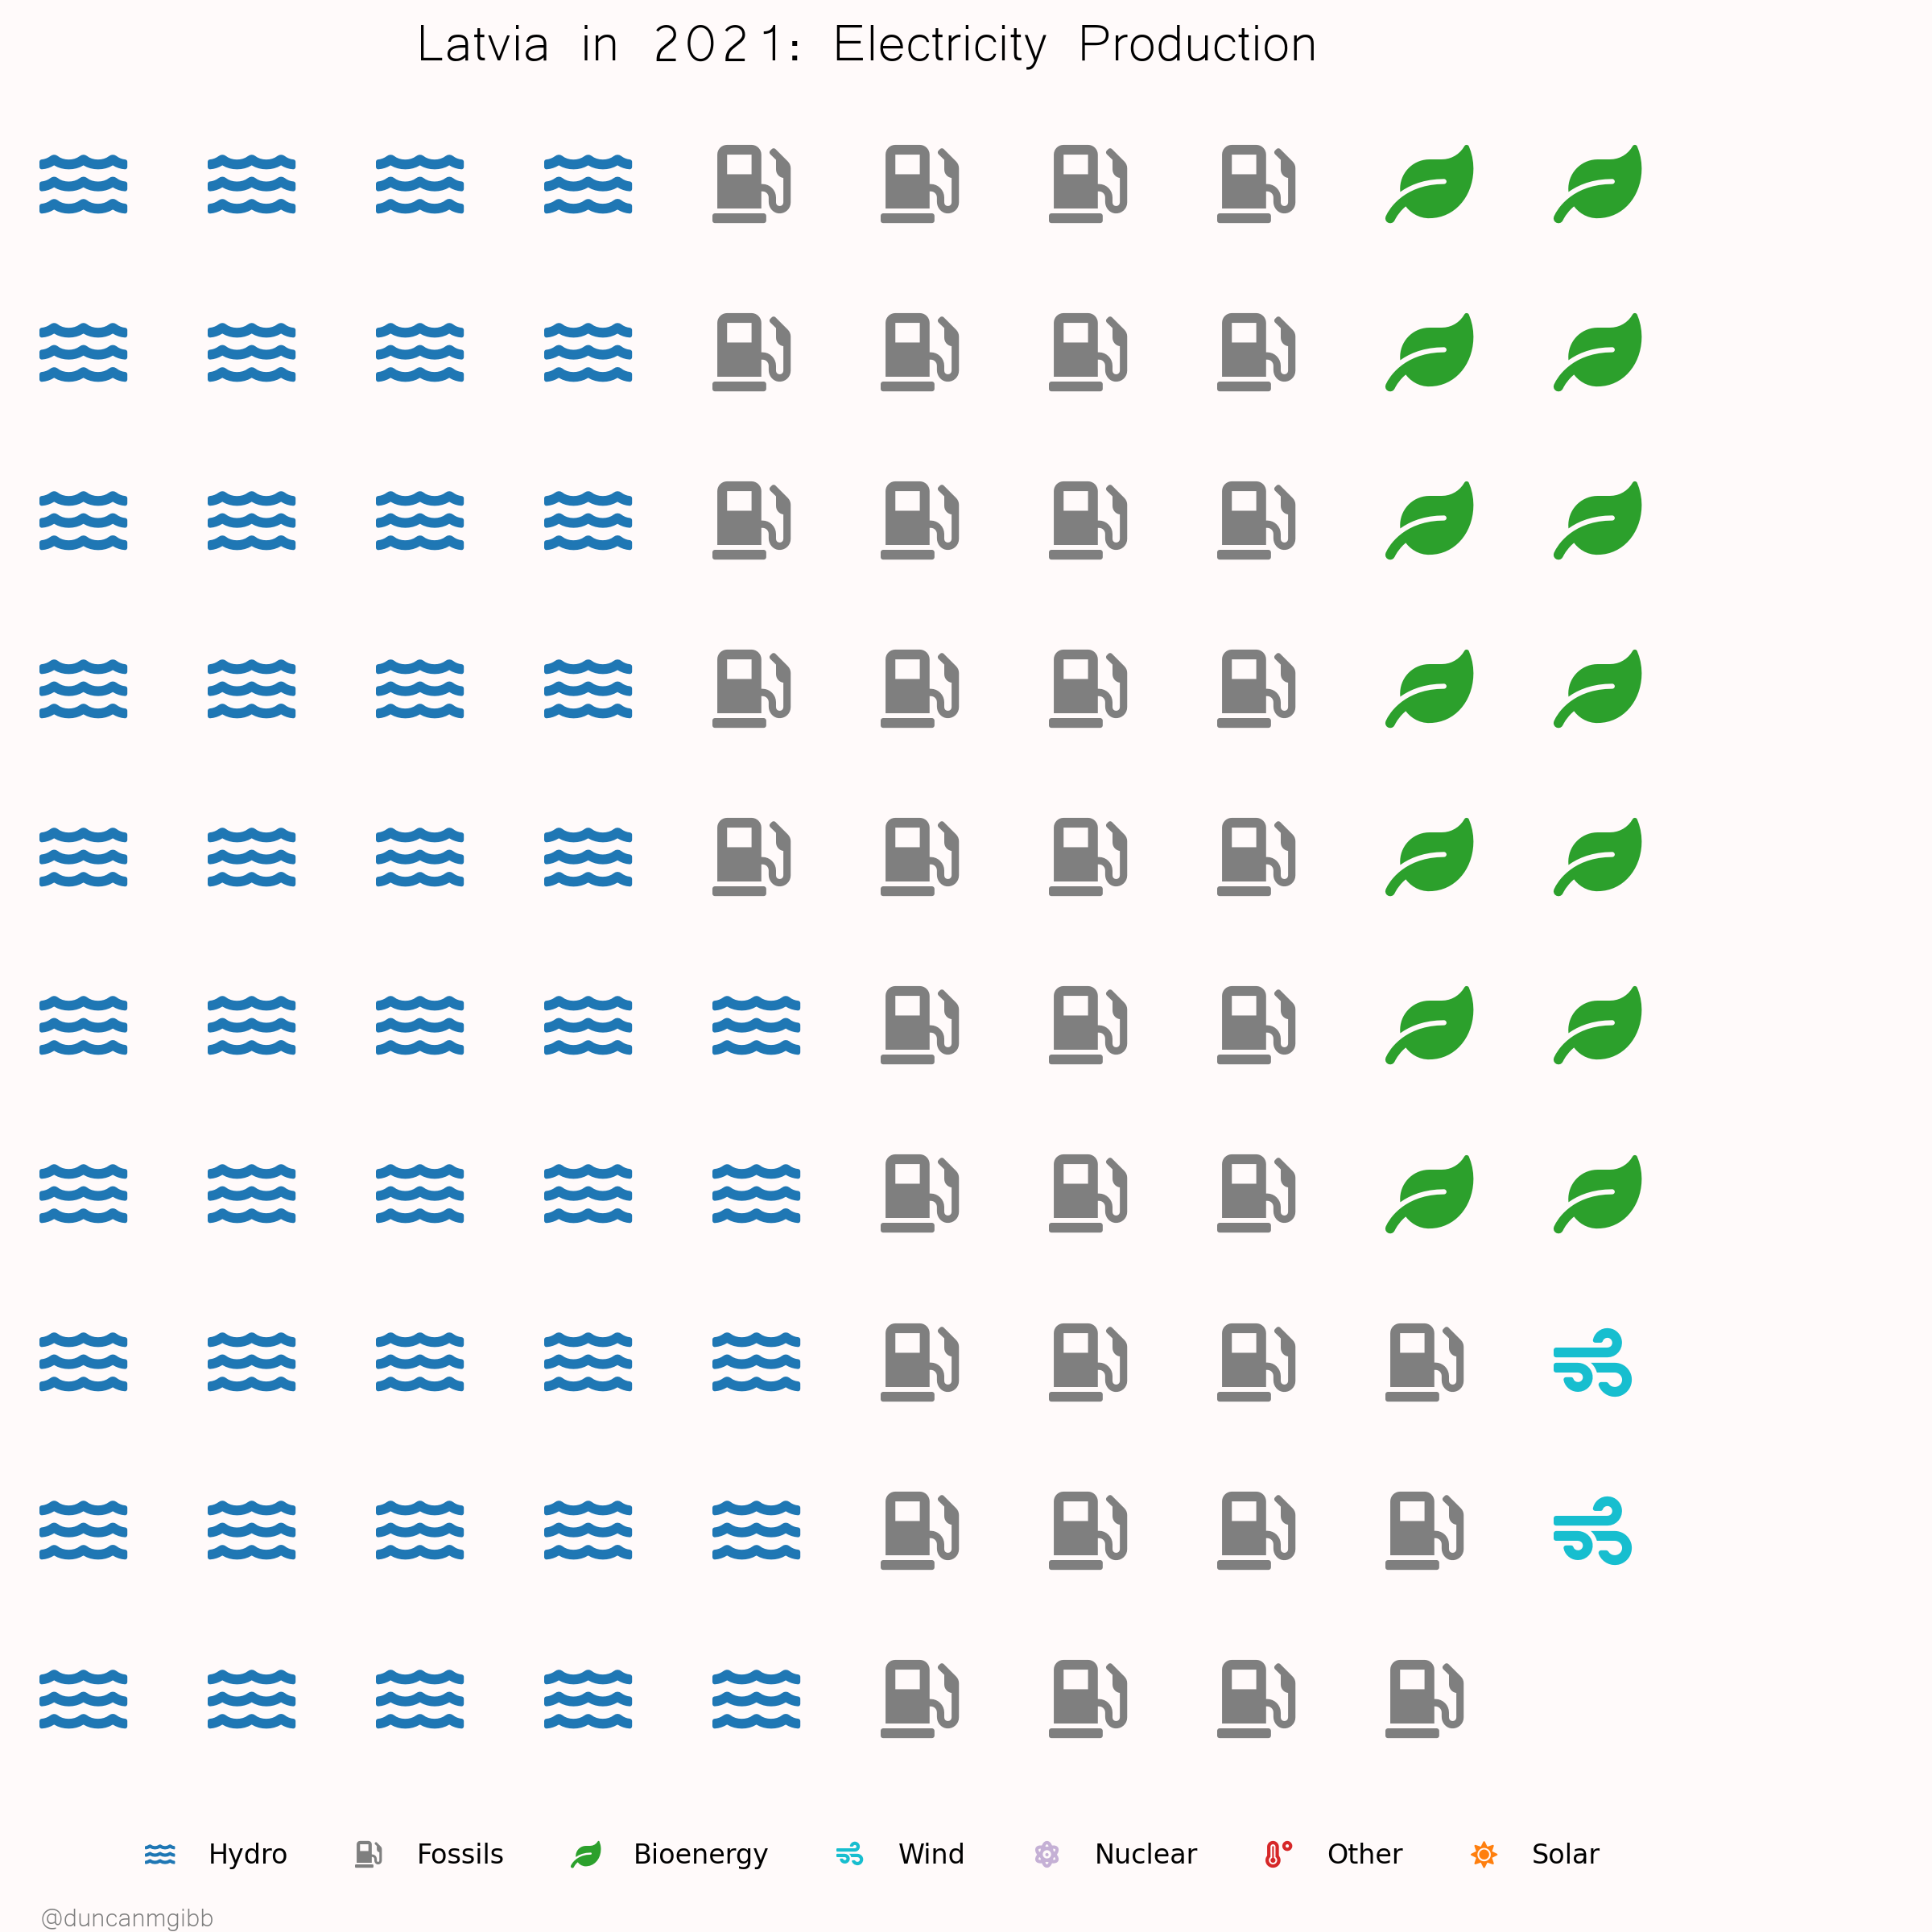 Latvia in 2021: Electricity Production
Hydro Fossils Bioenergy Wind Nuclear Other Solar
@duncanmgibb